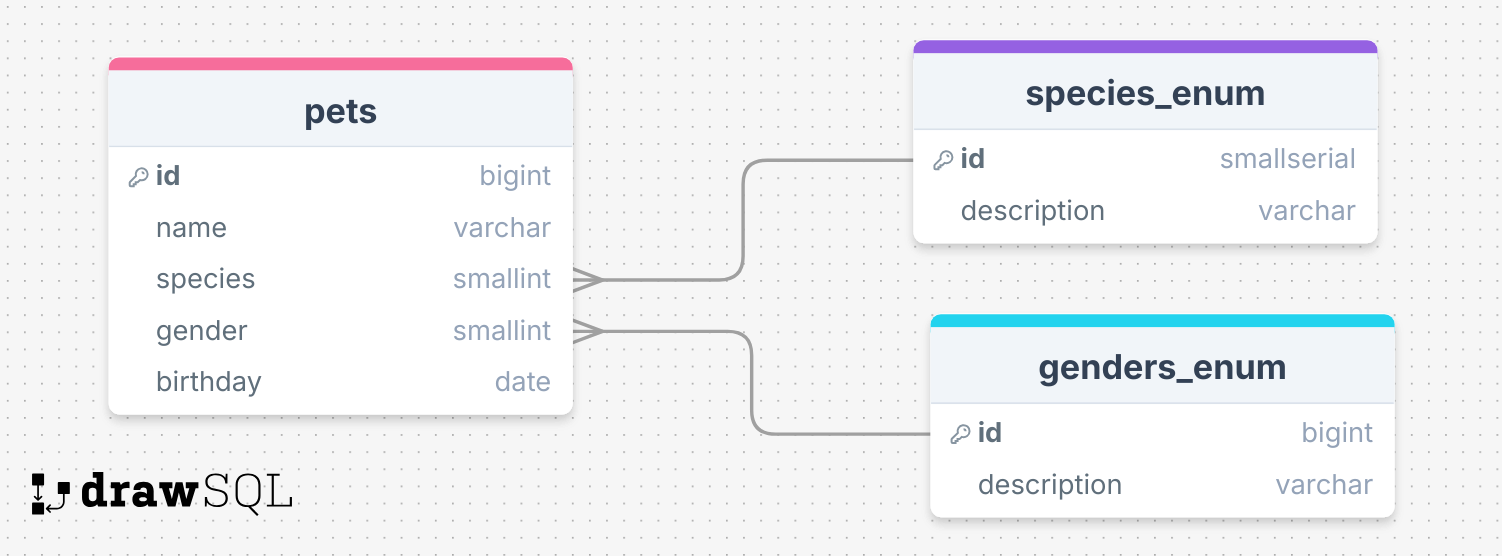 pets
id bigint
name varchar
species smallint
gender smallint
birthday date
species_enum
id smallserial
description varchar
genders_enum
id bigint
description varchar
drawSQL